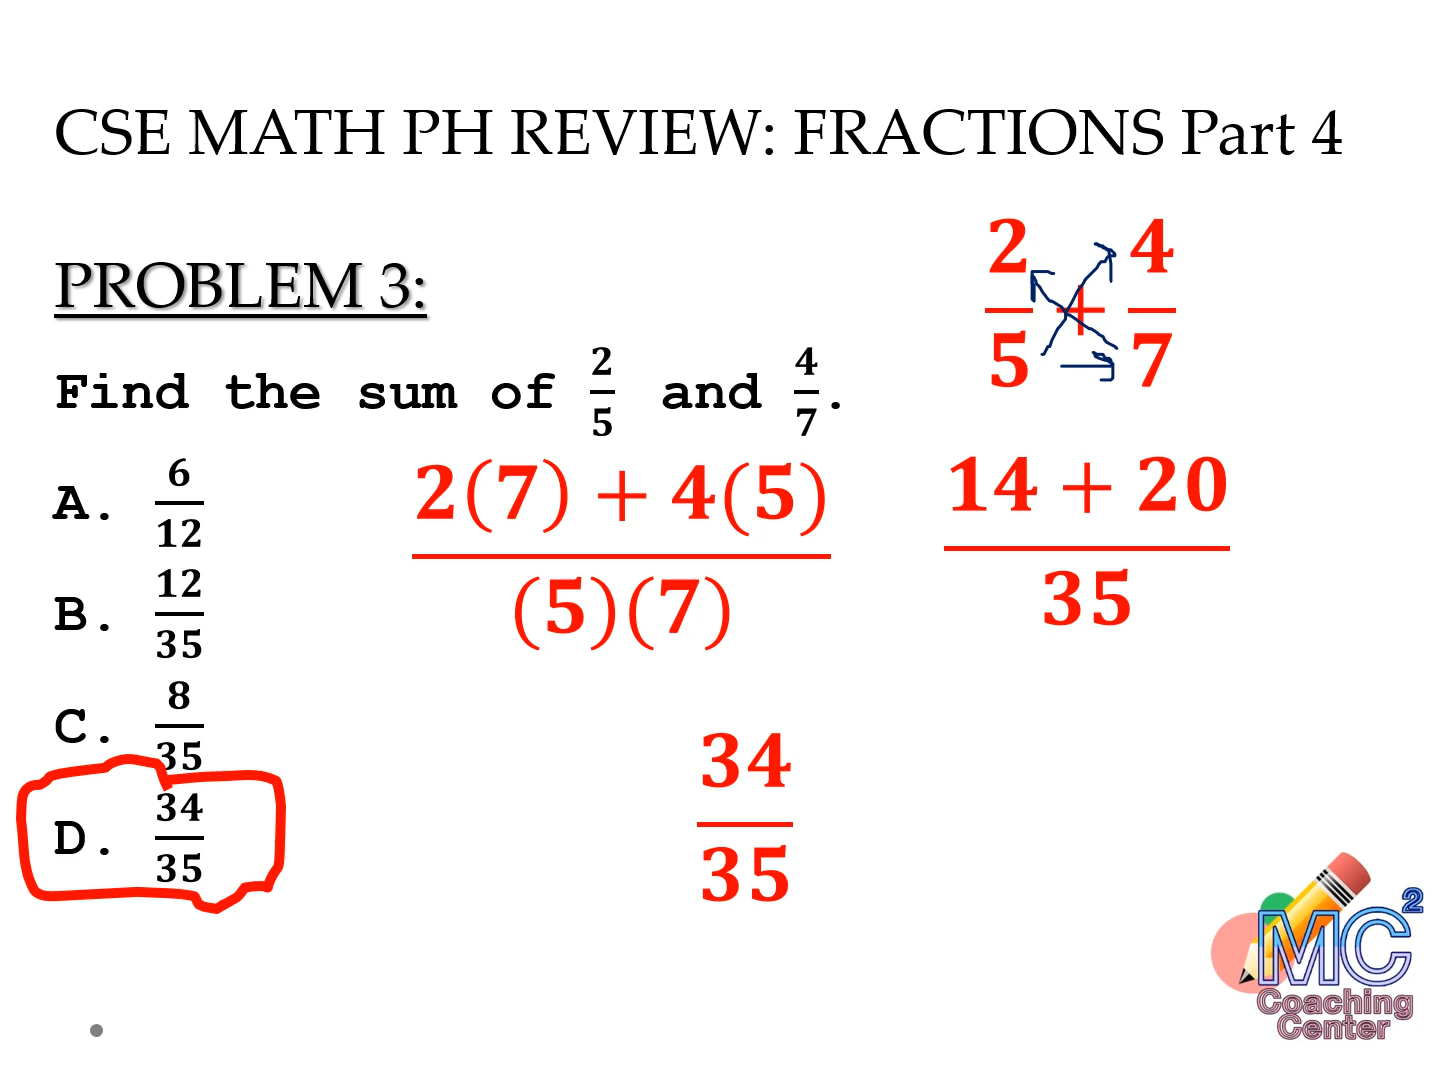 CSE MATH PH REVIEW: FRACTIONS Part 4
PROBLEM 3:
2/5 + 4/7
Find the sum of 2/5 and 4/7.
A. 6/12
B. 12/35
C. 8/35
D. 34/35
2(7) + 4(5)
(5)(7)
14 + 20
35
34
35
MC²
Coaching
Center